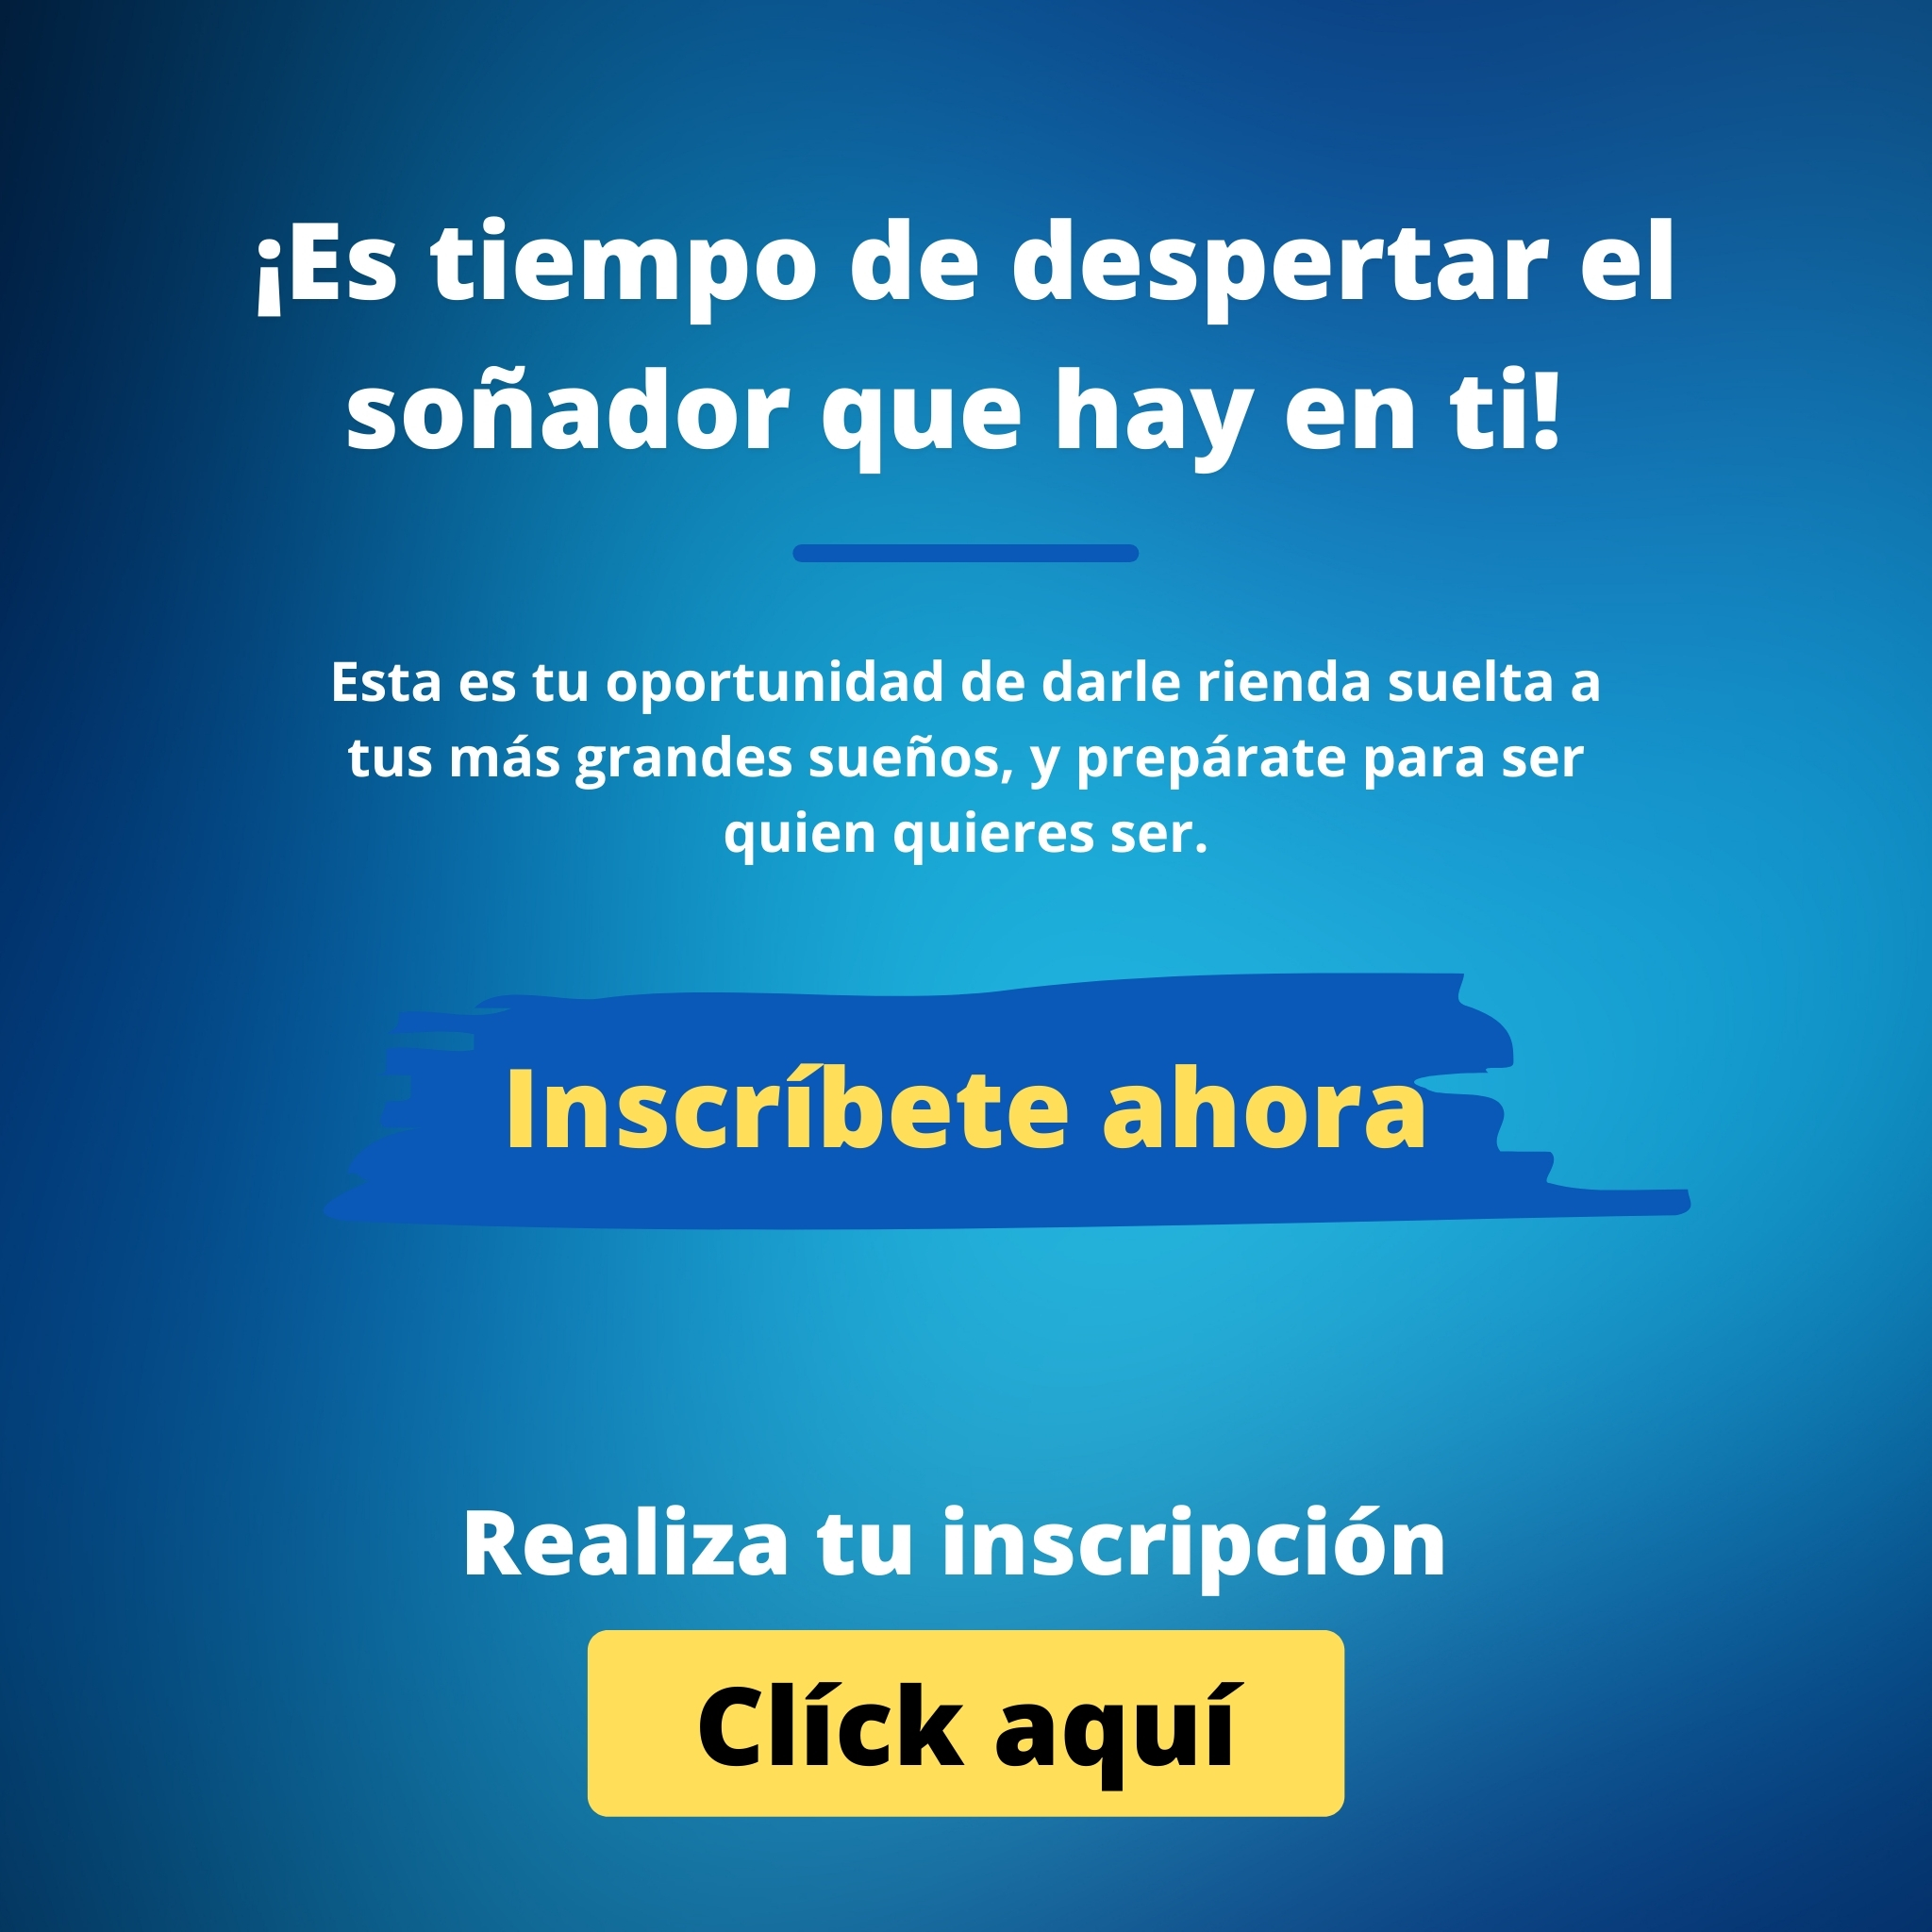 ¡Es tiempo de despertar el
soñador que hay en ti!
Esta es tu oportunidad de darle rienda suelta a
tus más grandes sueños, y prepárate para ser
quien quieres ser.
Inscríbete ahora
Realiza tu inscripción
Clíck aquí